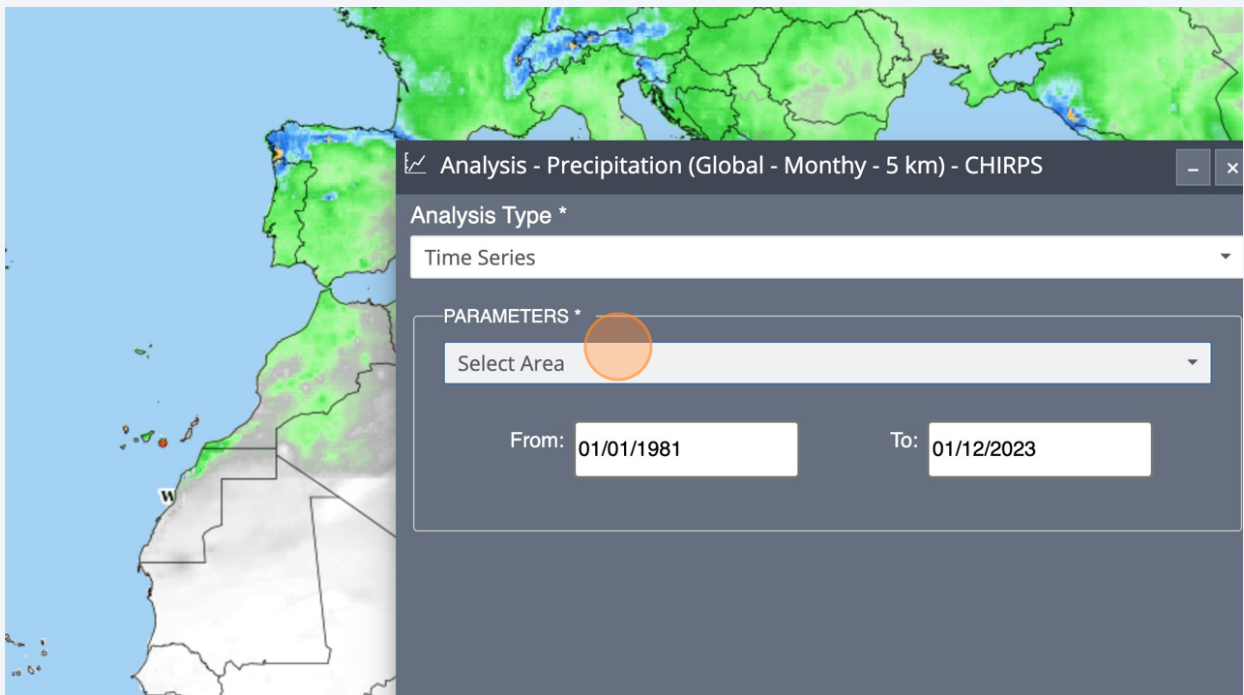 Analysis - Precipitation (Global - Monthy - 5 km) - CHIRPS
Analysis Type *
Time Series
PARAMETERS *
Select Area
From: 01/01/1981 To: 01/12/2023
W